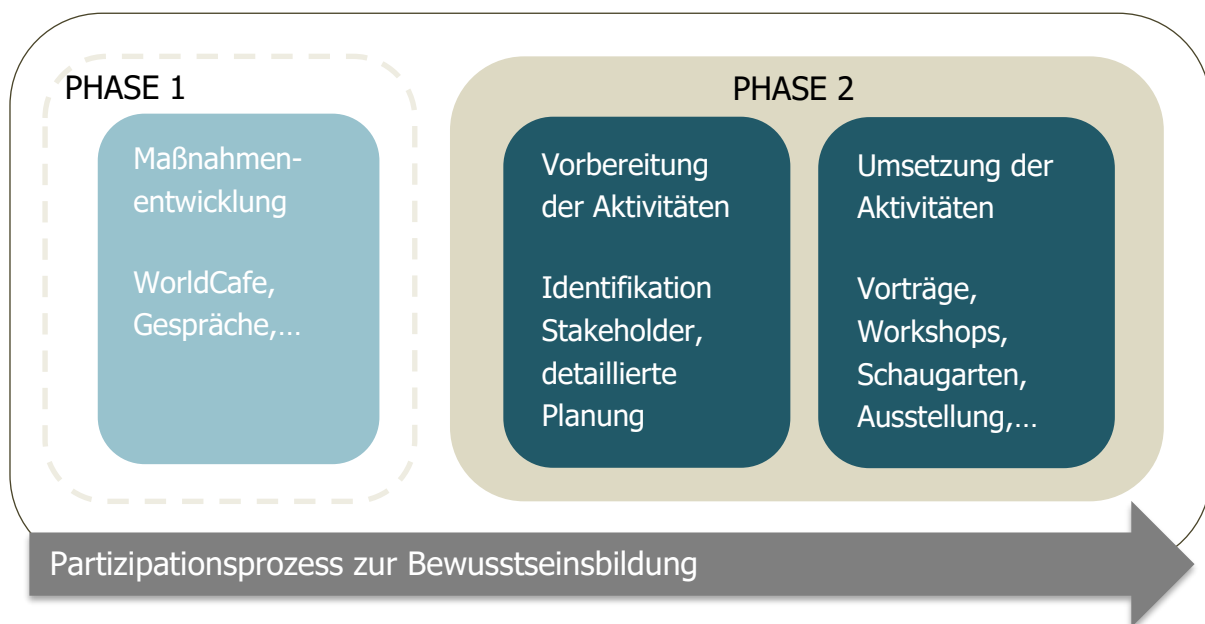 PHASE 1
Maßnahmen-
entwicklung
WorldCafe,
Gespräche,…
PHASE 2
Vorbereitung
der Aktivitäten
Identifikation
Stakeholder,
detaillierte
Planung
Umsetzung der
Aktivitäten
Vorträge,
Workshops,
Schaugarten,
Ausstellung,…
Partizipationsprozess zur Bewusstseinsbildung